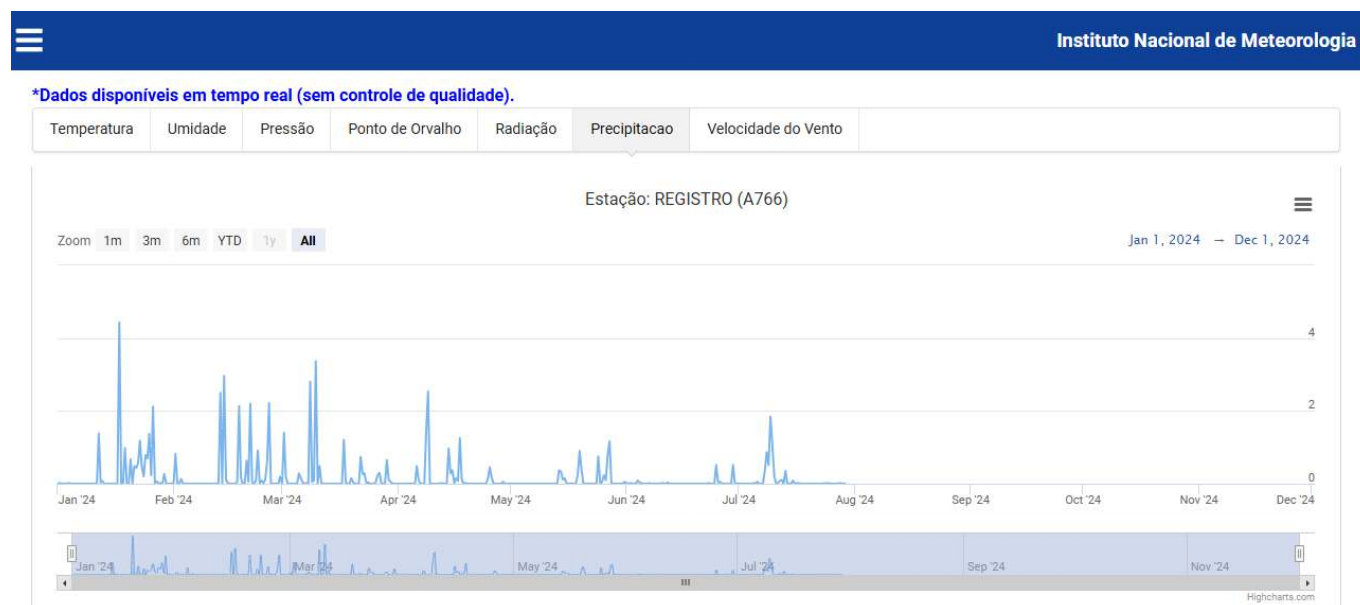 Instituto Nacional de Meteorologia
*Dados disponíveis em tempo real (sem controle de qualidade).
Temperatura Umidade Pressão Ponto de Orvalho Radiação Precipitacao Velocidade do Vento
Estação: REGISTRO (A766)
Zoom 1m 3m 6m YTD 1y All Jan 1, 2024 → Dec 1, 2024
4
2
0
Jan '24 Feb '24 Mar '24 Apr '24 May '24 Jun '24 Jul '24 Aug '24 Sep '24 Oct '24 Nov '24 Dec '24
Jan '24 Mar '24 May '24 Jul '24 Sep '24 Nov '24
Highcharts.com